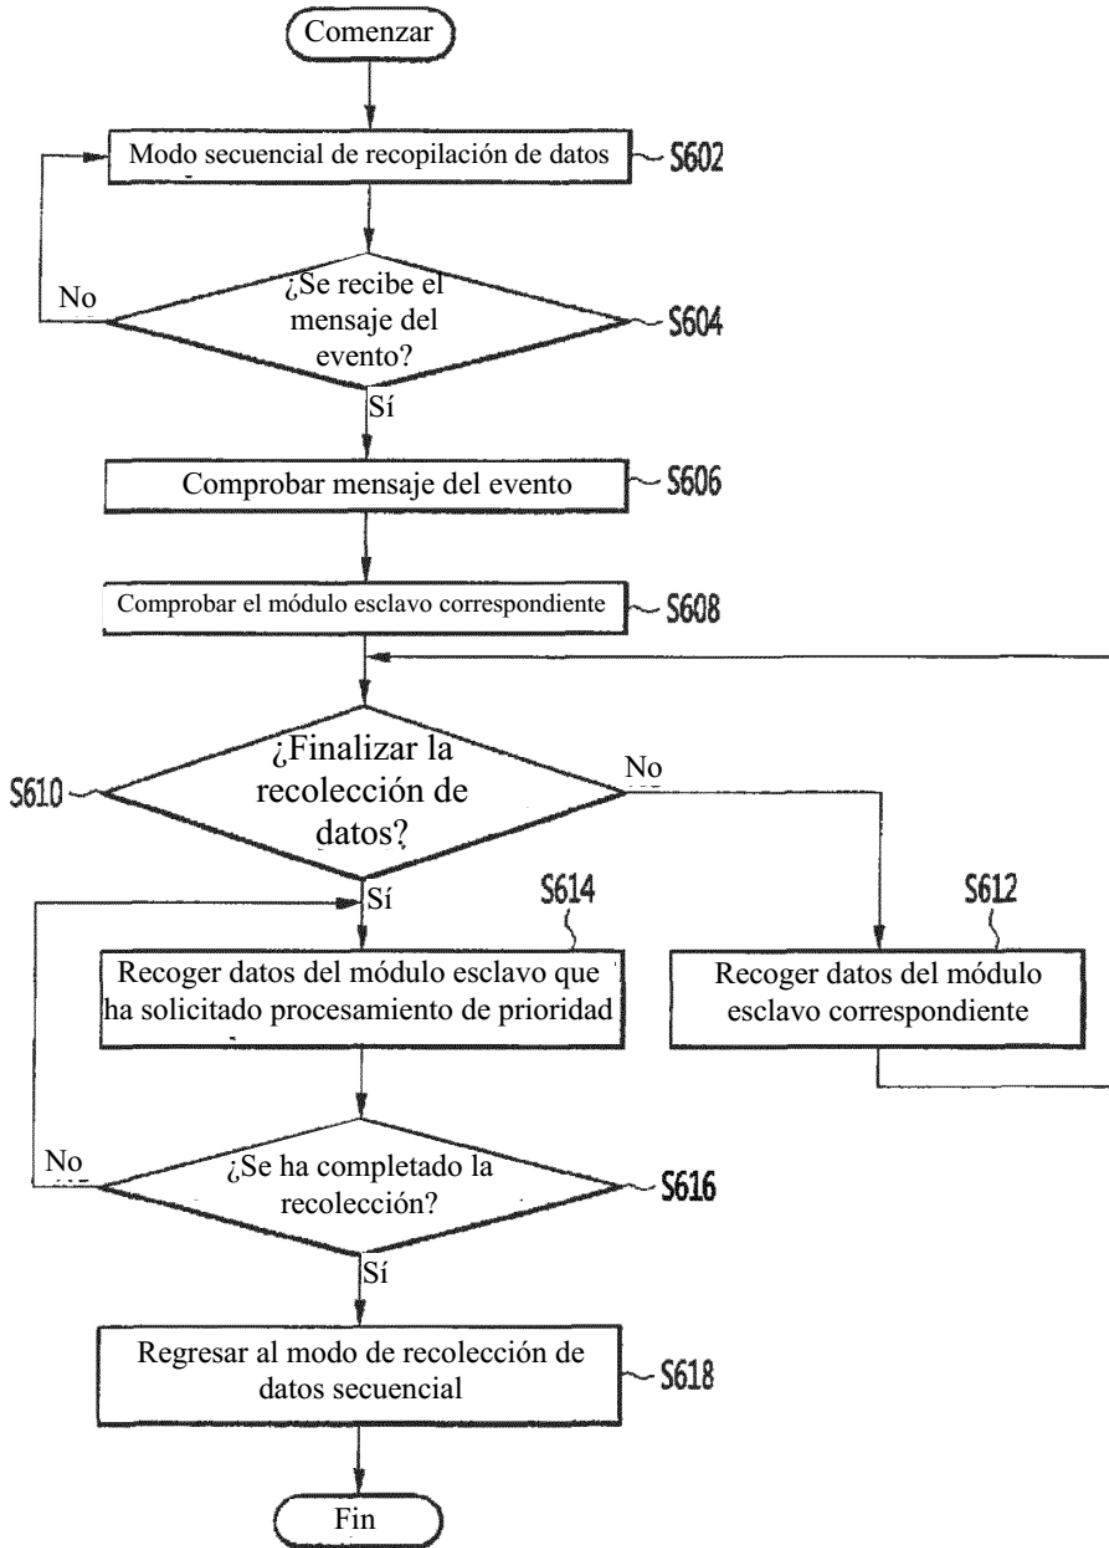 Comenzar
Modo secuencial de recopilación de datos
S602
¿Se recibe el
mensaje del
evento?
S604
No
Sí
Comprobar mensaje del evento
S606
Comprobar el módulo esclavo correspondiente
S608
¿Finalizar la
recolección de
datos?
S610
No
Sí
S614
Recoger datos del módulo esclavo que
ha solicitado procesamiento de prioridad
S612
Recoger datos del módulo
esclavo correspondiente
¿Se ha completado la
recolección?
S616
No
Sí
Regresar al modo de recolección de
datos secuencial
S618
Fin